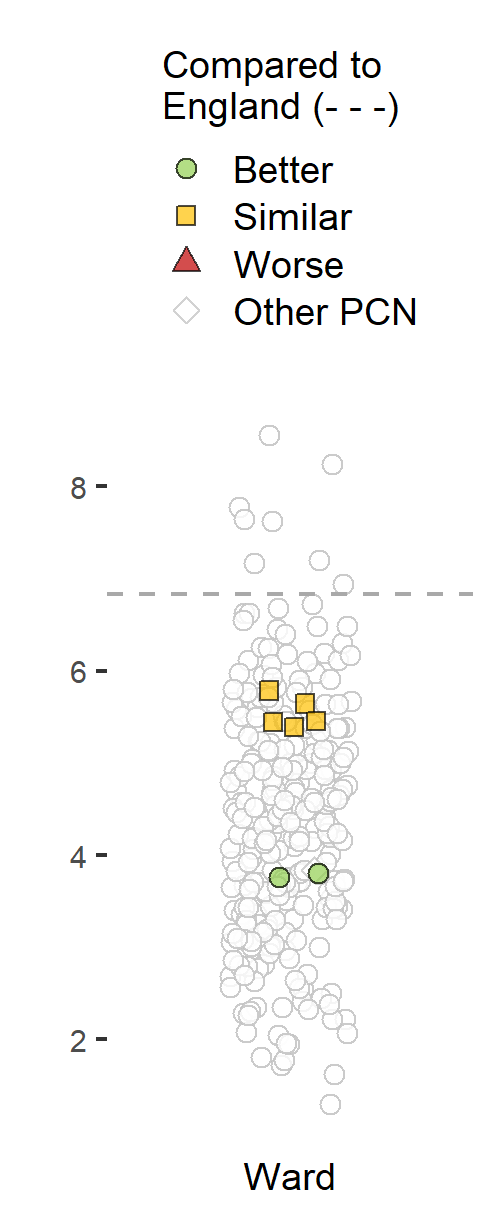 Compared to
England (- - -)
Better
Similar
Worse
Other PCN
8
6
4
2
Ward